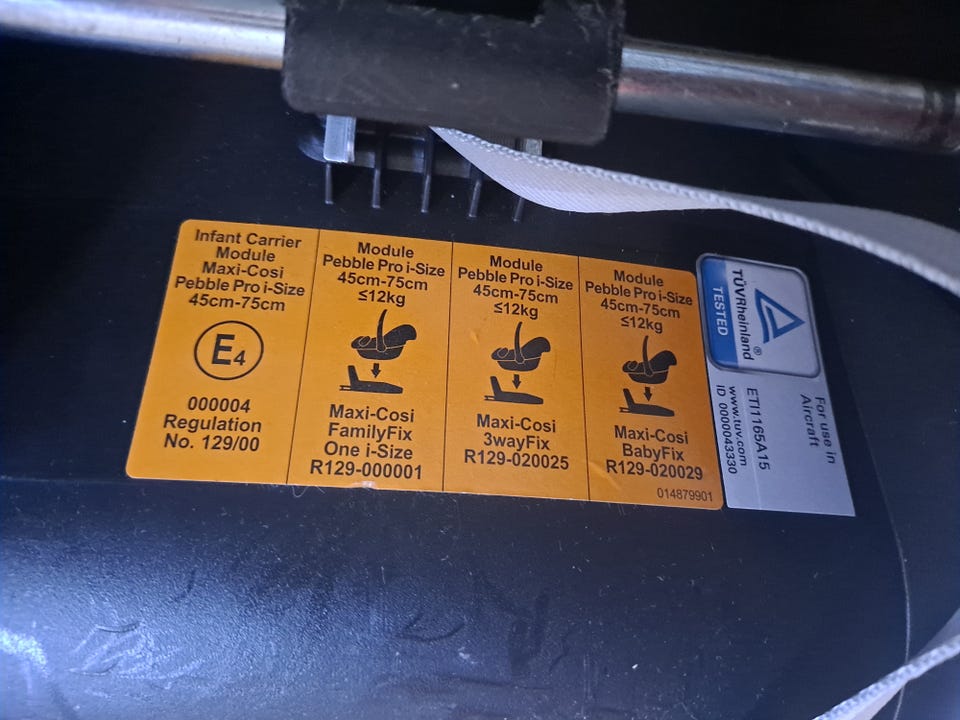 Infant Carrier
Module
Maxi-Cosi
Pebble Pro i-Size
45cm-75cm
E4
000004
Regulation
No. 129/00
Module
Pebble Pro i-Size
45cm-75cm
≤12kg
Maxi-Cosi
FamilyFix
One i-Size
R129-000001
Module
Pebble Pro i-Size
45cm-75cm
≤12kg
Maxi-Cosi
3wayFix
R129-020025
Module
Pebble Pro i-Size
45cm-75cm
≤12kg
Maxi-Cosi
BabyFix
R129-020029
014879901
TÜVRheinland®
TESTED
For use in
Aircraft
ETI1165A15
www.tuv.com
ID 0000043330